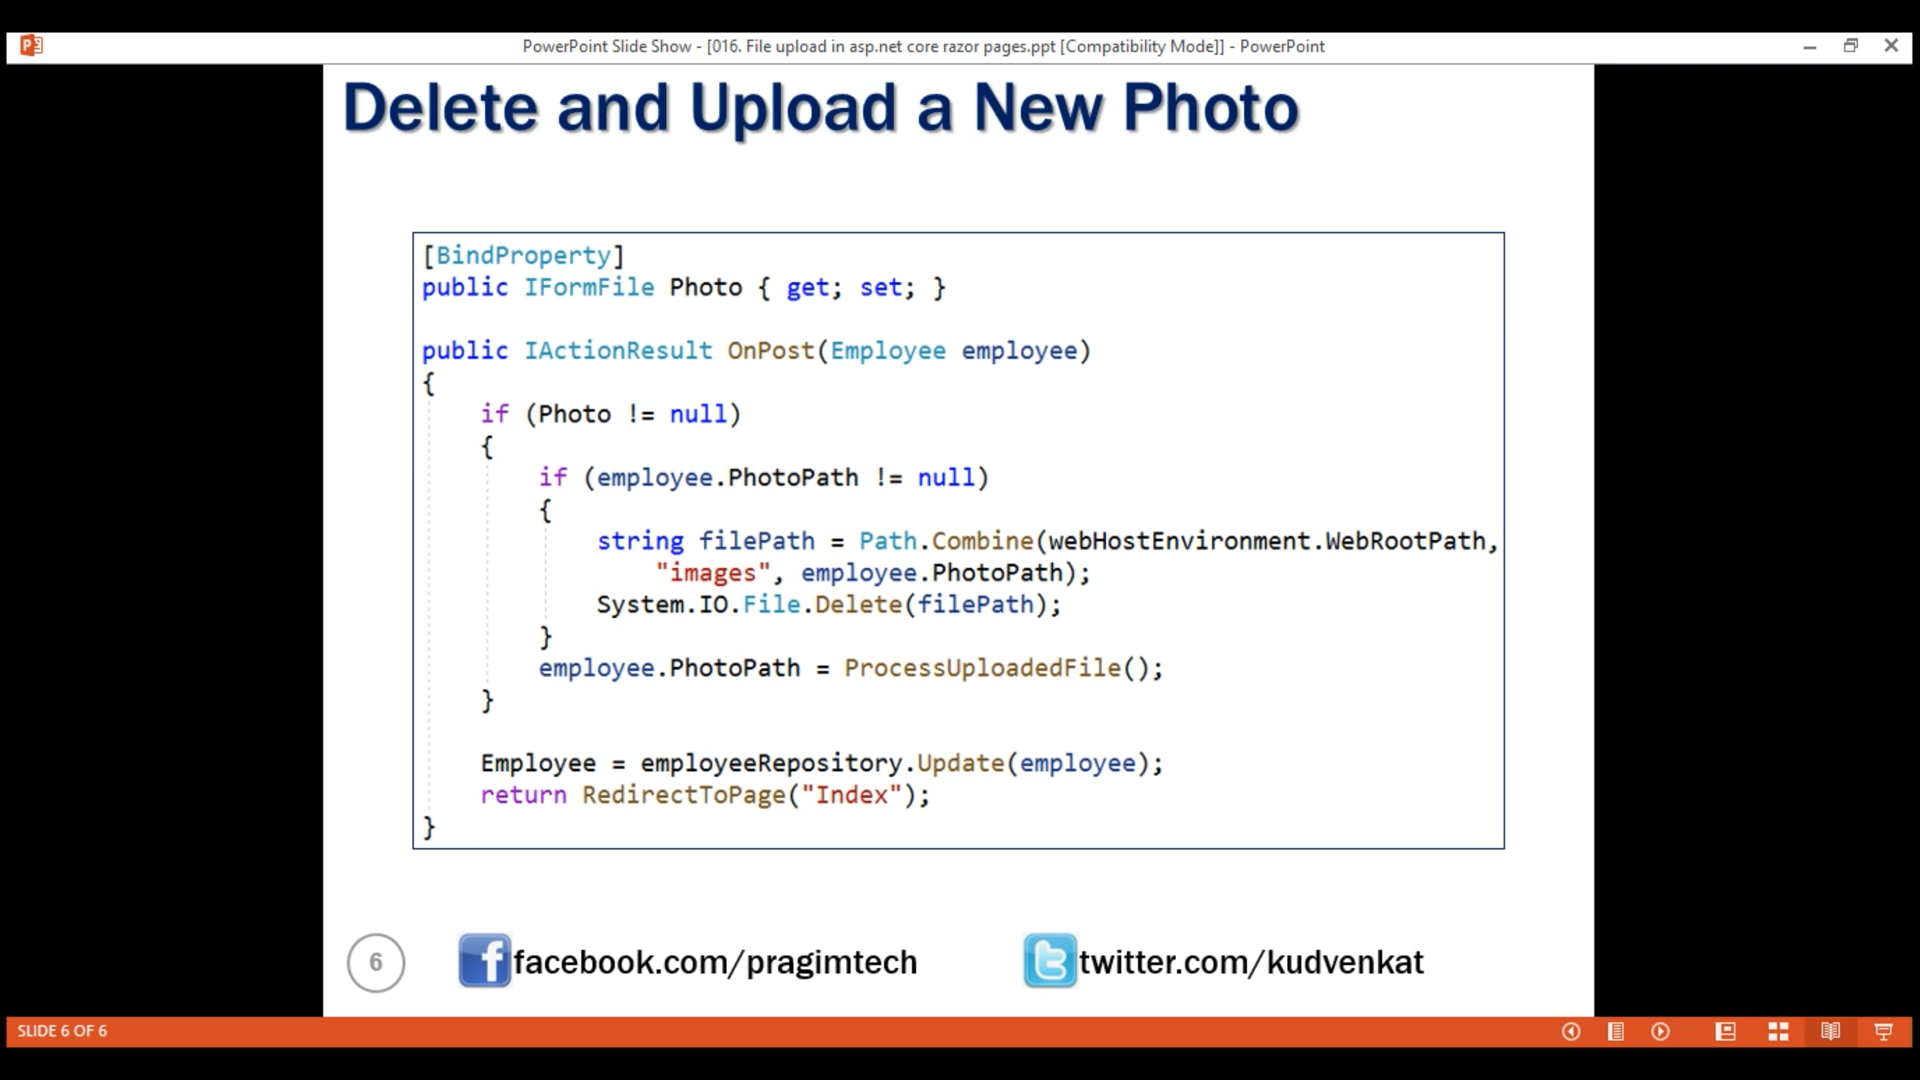 PowerPoint Slide Show - [016. File upload in asp.net core razor pages.ppt [Compatibility Mode]] - PowerPoint
Delete and Upload a New Photo
[BindProperty]
public IFormFile Photo { get; set; }
public IActionResult OnPost(Employee employee)
{
    if (Photo != null)
    {
        if (employee.PhotoPath != null)
        {
            string filePath = Path.Combine(webHostEnvironment.WebRootPath,
                "images", employee.PhotoPath);
            System.IO.File.Delete(filePath);
        }
        employee.PhotoPath = ProcessUploadedFile();
    }
    Employee = employeeRepository.Update(employee);
    return RedirectToPage("Index");
}
6 facebook.com/pragimtech twitter.com/kudvenkat
SLIDE 6 OF 6